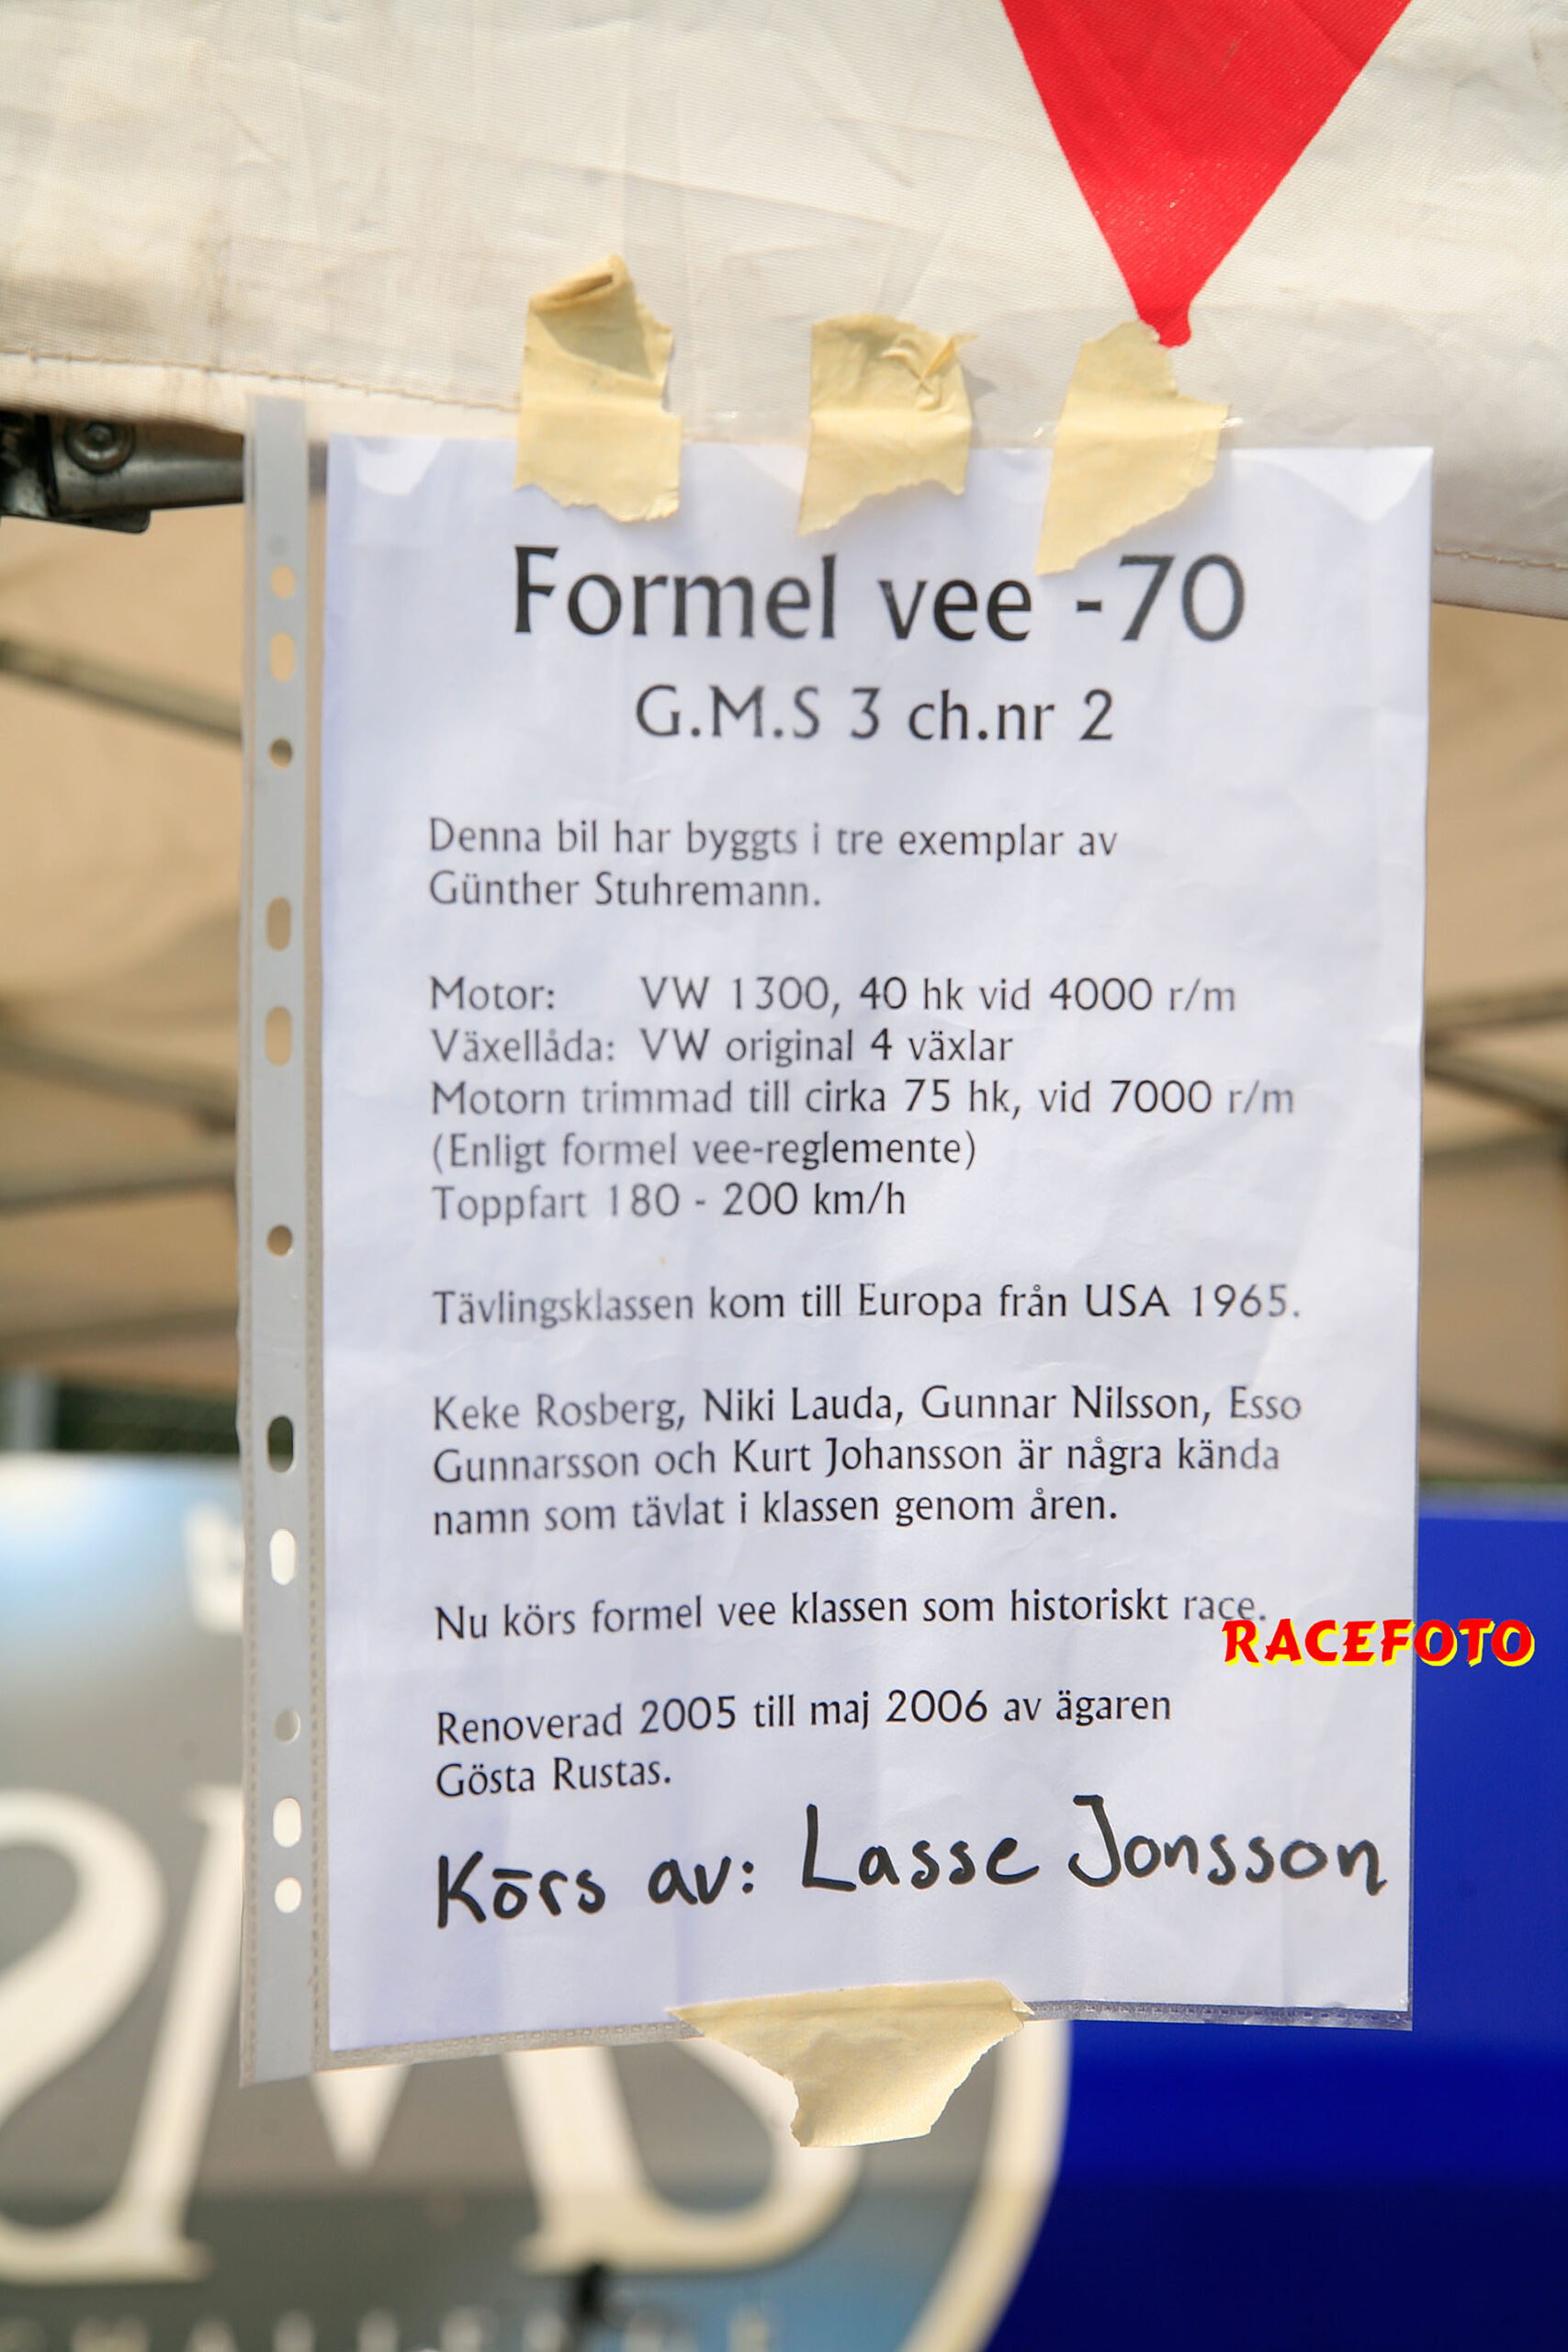 Formel vee -70
G.M.S 3 ch.nr 2
Denna bil har byggts i tre exemplar av
Günther Stuhremann.
Motor: VW 1300, 40 hk vid 4000 r/m
Växellåda: VW original 4 växlar
Motorn trimmad till cirka 75 hk, vid 7000 r/m
(Enligt formel vee-reglemente)
Toppfart 180 - 200 km/h
Tävlingsklassen kom till Europa från USA 1965.
Keke Rosberg, Niki Lauda, Gunnar Nilsson, Esso
Gunnarsson och Kurt Johansson är några kända
namn som tävlat i klassen genom åren.
Nu körs formel vee klassen som historiskt race.
RACEFOTO
Renoverad 2005 till maj 2006 av ägaren
Gösta Rustas.
Körs av: Lasse Jonsson